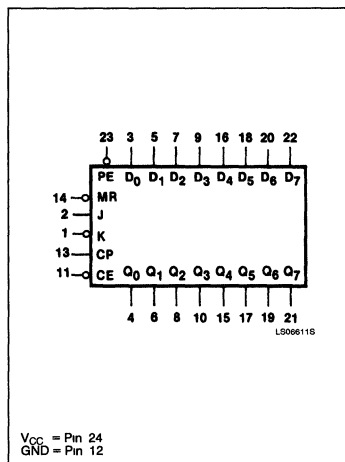 23 3 5 7 9 16 18 20 22
PE D0 D1 D2 D3 D4 D5 D6 D7
14 MR
2 J
1 K
13 CP
11 CE Q0 Q1 Q2 Q3 Q4 Q5 Q6 Q7
4 6 8 10 15 17 19 21
LS06611S
VCC = Pin 24
GND = Pin 12